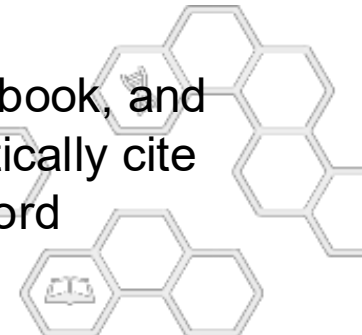 book, and
tically cite
ord